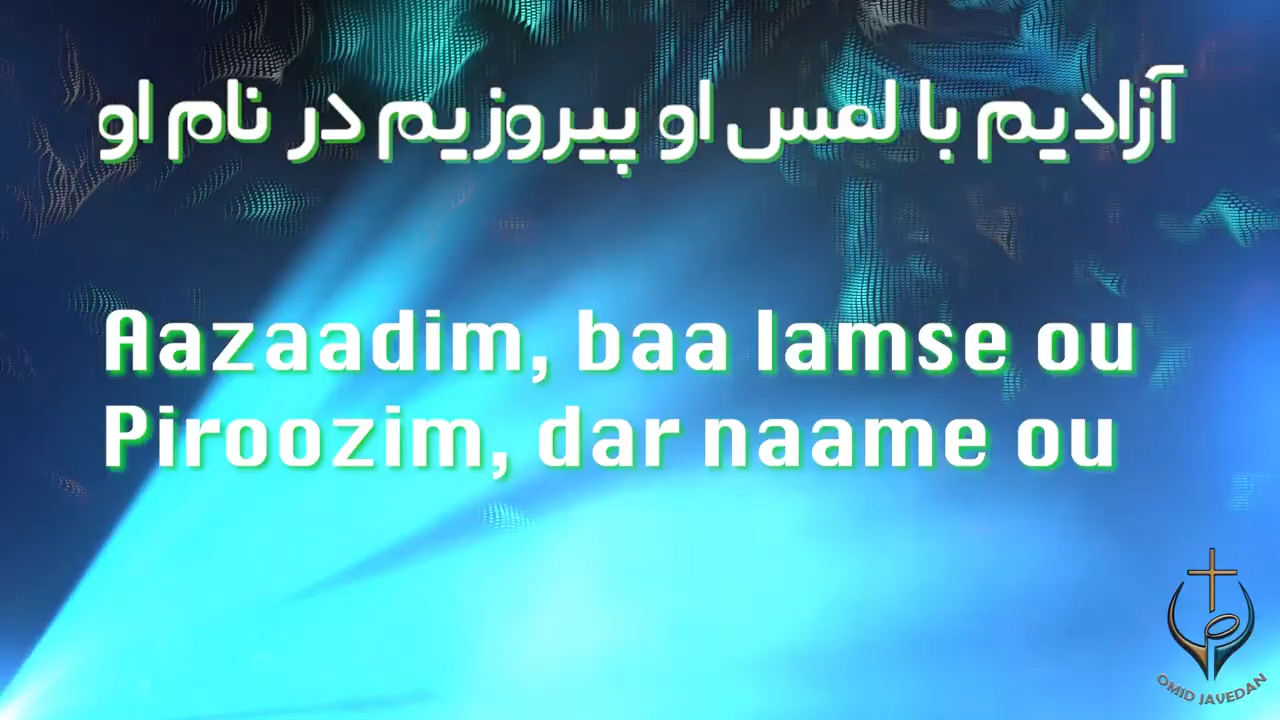 آزادیم با لمس او پیروزیم در نام او
Aazaadim, baa lamse ou
Piroozim, dar naame ou
OMID JAVEDAN